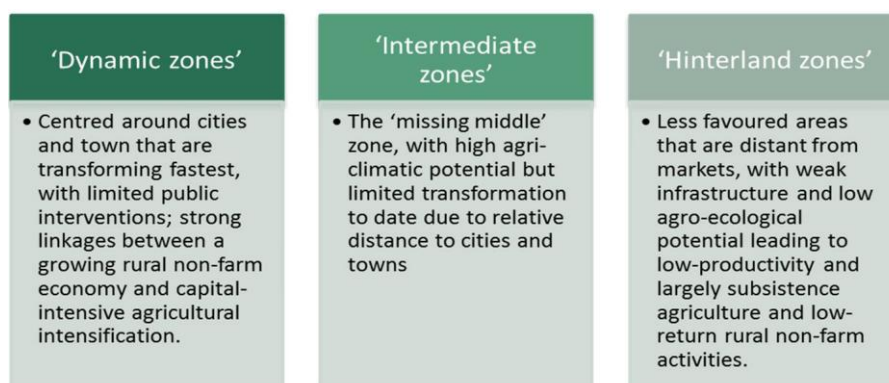 ‘Dynamic zones’
• Centred around cities
and town that are
transforming fastest,
with limited public
interventions; strong
linkages between a
growing rural non-farm
economy and capital-
intensive agricultural
intensification.
‘Intermediate
zones’
• The ‘missing middle’
zone, with high agri-
climatic potential but
limited transformation
to date due to relative
distance to cities and
towns
‘Hinterland zones’
• Less favoured areas
that are distant from
markets, with weak
infrastructure and low
agro-ecological
potential leading to
low-productivity and
largely subsistence
agriculture and low-
return rural non-farm
activities.